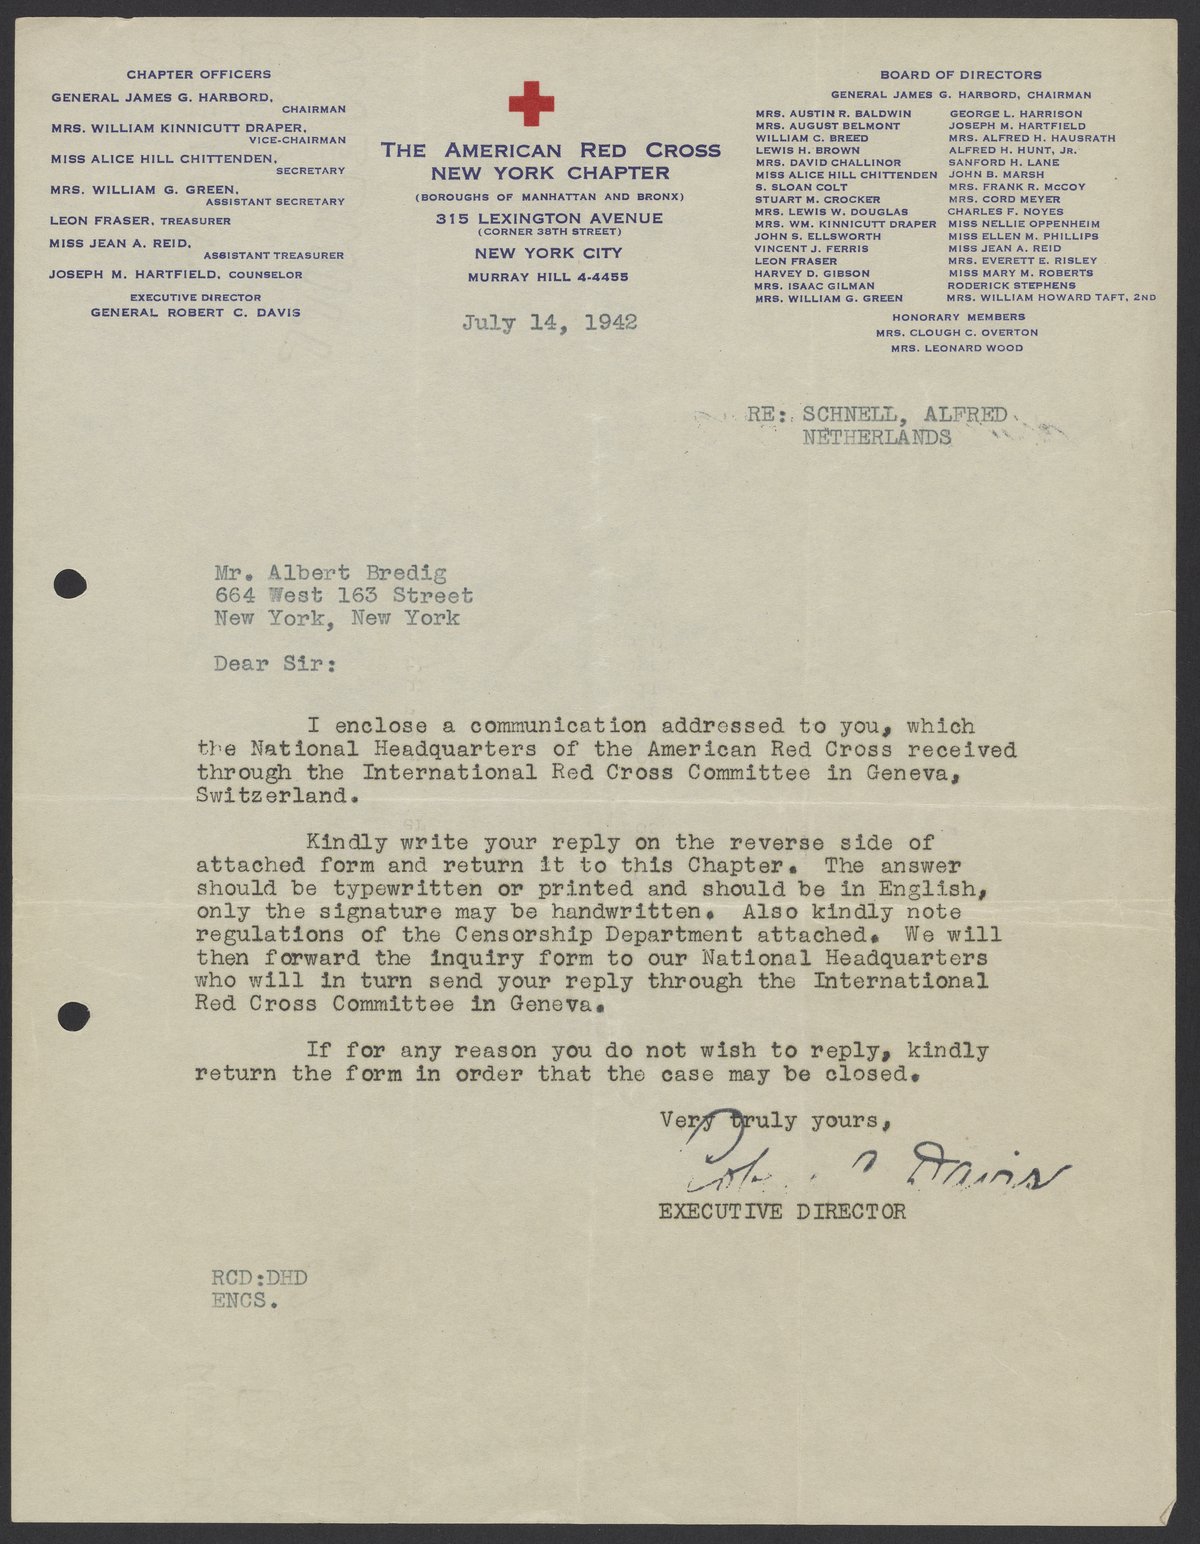 CHAPTER OFFICERS
GENERAL JAMES G. HARBORD,
CHAIRMAN
MRS. WILLIAM KINNICUTT DRAPER,
VICE-CHAIRMAN
MISS ALICE HILL CHITTENDEN,
SECRETARY
MRS. WILLIAM G. GREEN,
ASSISTANT SECRETARY
LEON FRASER, TREASURER
MISS JEAN A. REID,
ASSISTANT TREASURER
JOSEPH M. HARTFIELD, COUNSELOR
EXECUTIVE DIRECTOR
GENERAL ROBERT C. DAVIS
THE AMERICAN RED CROSS
NEW YORK CHAPTER
(BOROUGHS OF MANHATTAN AND BRONX)
315 LEXINGTON AVENUE
(CORNER 38TH STREET)
NEW YORK CITY
MURRAY HILL 4-4455
BOARD OF DIRECTORS
GENERAL JAMES G. HARBORD, CHAIRMAN
MRS. AUSTIN R. BALDWIN
MRS. AUGUST BELMONT
WILLIAM C. BREED
LEWIS H. BROWN
MRS. DAVID CHALLINOR
MISS ALICE HILL CHITTENDEN
S. SLOAN COLT
STUART M. CROCKER
MRS. LEWIS W. DOUGLAS
MRS. WM. KINNICUTT DRAPER
JOHN S. ELLSWORTH
VINCENT J. FERRIS
LEON FRASER
HARVEY D. GIBSON
MRS. ISAAC GILMAN
MRS. WILLIAM G. GREEN
GEORGE L. HARRISON
JOSEPH M. HARTFIELD
MRS. ALFRED H. HAUSRATH
ALFRED H. HUNT, JR.
SANFORD H. LANE
JOHN B. MARSH
MRS. FRANK R. McCOY
MRS. CORD MEYER
CHARLES F. NOYES
MISS NELLIE OPPENHEIM
MISS ELLEN M. PHILLIPS
MISS JEAN A. REID
MRS. EVERETT E. RISLEY
MISS MARY M. ROBERTS
RODERICK STEPHENS
MRS. WILLIAM HOWARD TAFT, 2ND
HONORARY MEMBERS
MRS. CLOUGH C. OVERTON
MRS. LEONARD WOOD
July 14, 1942
RE: SCHNELL, ALFRED
NETHERLANDS
Mr. Albert Bredig
664 West 163 Street
New York, New York
Dear Sir:
I enclose a communication addressed to you, which
the National Headquarters of the American Red Cross received
through the International Red Cross Committee in Geneva,
Switzerland.
Kindly write your reply on the reverse side of
attached form and return it to this Chapter. The answer
should be typewritten or printed and should be in English,
only the signature may be handwritten. Also kindly note
regulations of the Censorship Department attached. We will
then forward the inquiry form to our National Headquarters
who will in turn send your reply through the International
Red Cross Committee in Geneva.
If for any reason you do not wish to reply, kindly
return the form in order that the case may be closed.
Very truly yours,
Davis
EXECUTIVE DIRECTOR
RCD:DHD
ENCS.